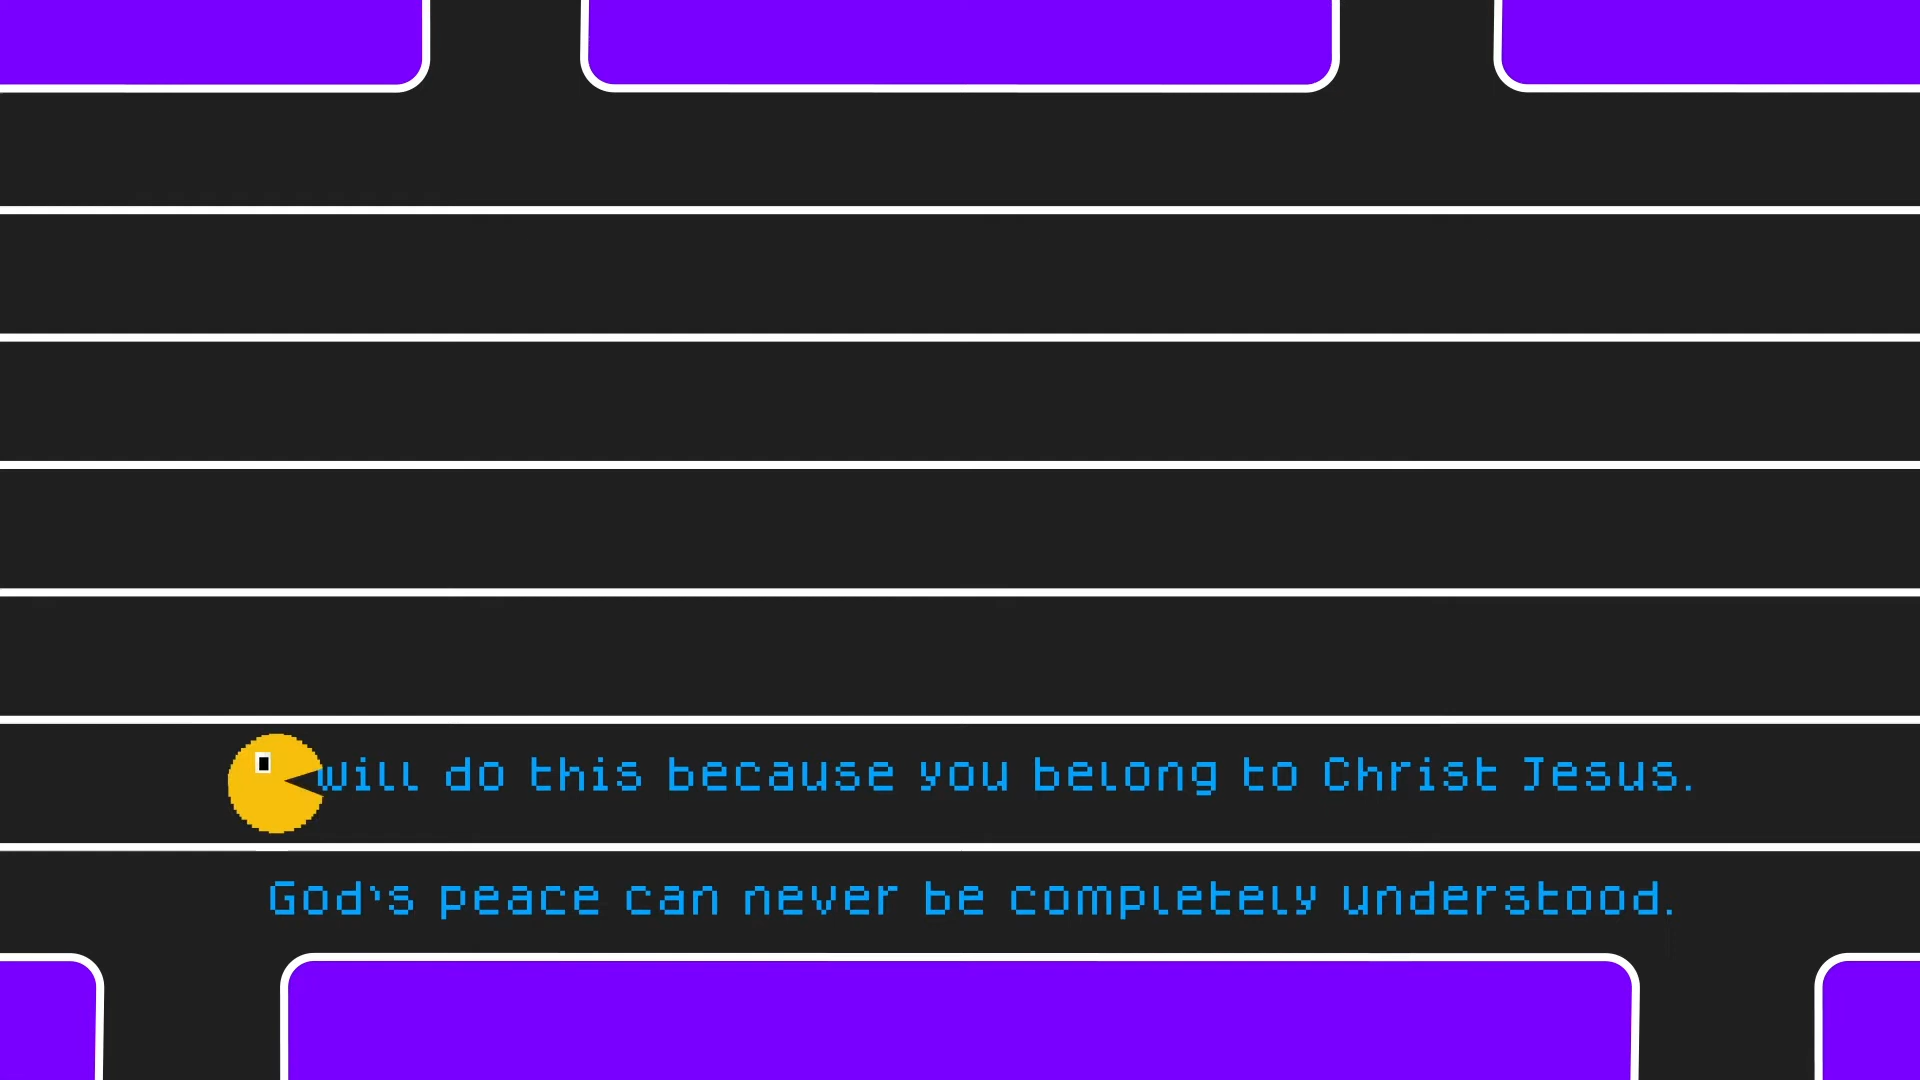 will do this because you belong to Christ Jesus.
God's peace can never be completely understood.